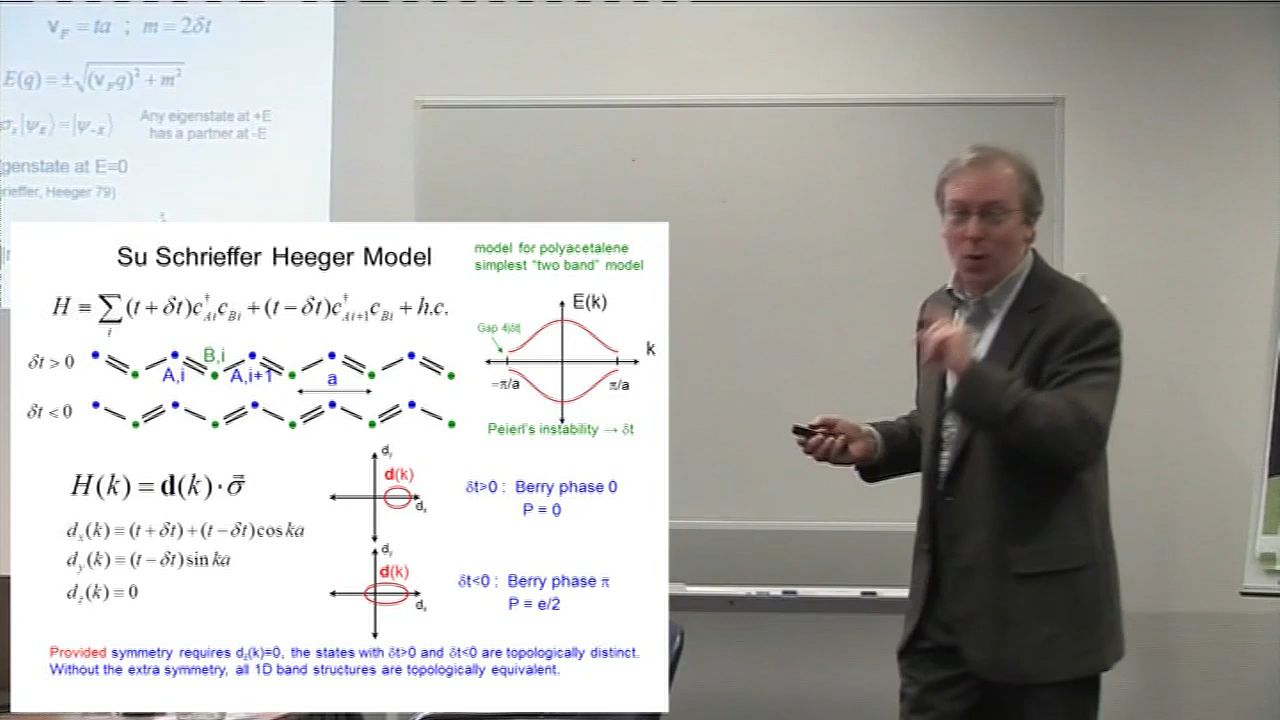 v_F = ta ; m = 2δt
E(q) = ±√((v_F q)² + m²)
σ_z|ψ_E⟩ = |ψ_-E⟩
Any eigenstate at +E
has a partner at -E
genstate at E=0
rieffer, Heeger 79)
Su Schrieffer Heeger Model
model for polyacetalene
simplest "two band" model
H = ∑_i (t + δt)c†_Ai c_Bi + (t − δt)c†_Ai+1 c_Bi + h.c.
E(k)
Gap 4|δt|
k
−π/a
π/a
Peierl's instability → δt
δt > 0
B,i
A,i
A,i+1
a
δt < 0
H(k) = d(k)·σ⃗
d_x(k) = (t + δt) + (t − δt)cos ka
d_y(k) = (t − δt)sin ka
d_z(k) = 0
d_y
d(k)
d_x
δt>0 : Berry phase 0
P = 0
d_y
d(k)
d_x
δt<0 : Berry phase π
P = e/2
Provided symmetry requires d_z(k)=0, the states with δt>0 and δt<0 are topologically distinct.
Without the extra symmetry, all 1D band structures are topologically equivalent.